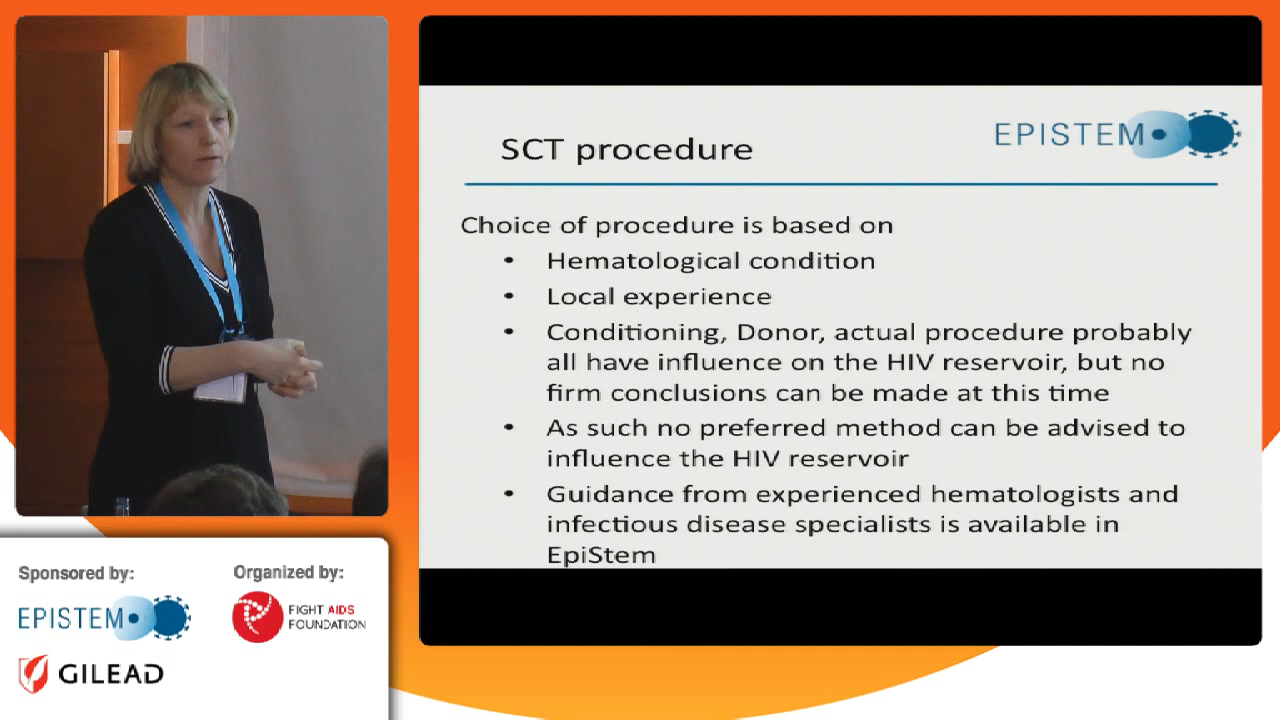 EPISTEM
SCT procedure
Choice of procedure is based on
• Hematological condition
• Local experience
• Conditioning, Donor, actual procedure probably
all have influence on the HIV reservoir, but no
firm conclusions can be made at this time
• As such no preferred method can be advised to
influence the HIV reservoir
• Guidance from experienced hematologists and
infectious disease specialists is available in
EpiStem
Sponsored by:
EPISTEM
GILEAD
Organized by:
FIGHT AIDS
FOUNDATION